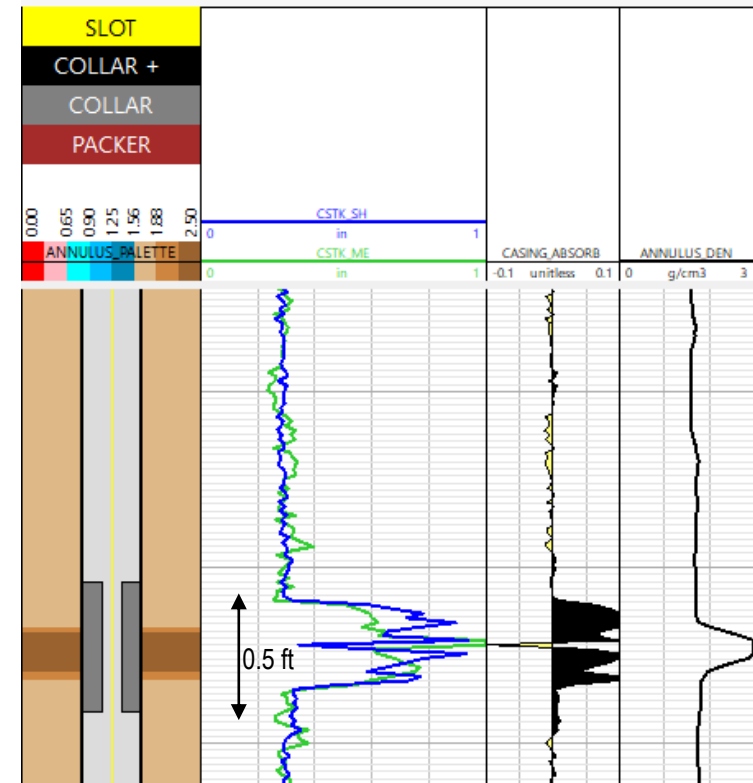 SLOT
COLLAR +
COLLAR
PACKER
0.00 0.65 0.90 1.25 1.56 1.88 2.50
ANNULUS_PALETTE
CSTK_SH
0 in 1
CSTK_ME
0 in 1
CASING_ABSORB
-0.1 unitless 0.1
ANNULUS_DEN
0 g/cm3 3
0.5 ft